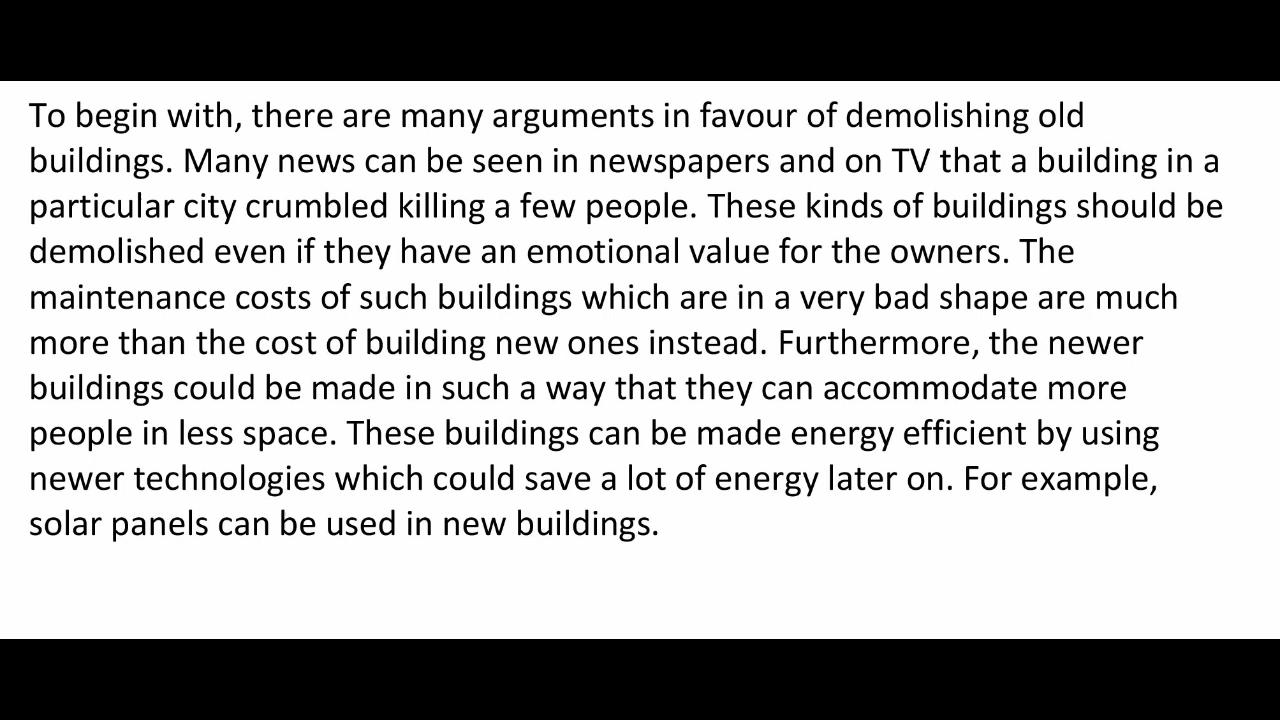 To begin with, there are many arguments in favour of demolishing old
buildings. Many news can be seen in newspapers and on TV that a building in a
particular city crumbled killing a few people. These kinds of buildings should be
demolished even if they have an emotional value for the owners. The
maintenance costs of such buildings which are in a very bad shape are much
more than the cost of building new ones instead. Furthermore, the newer
buildings could be made in such a way that they can accommodate more
people in less space. These buildings can be made energy efficient by using
newer technologies which could save a lot of energy later on. For example,
solar panels can be used in new buildings.